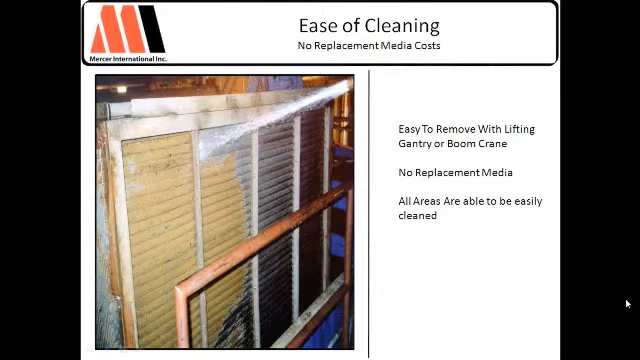 Ease of Cleaning
No Replacement Media Costs
Mercer International Inc.
Easy To Remove With Lifting
Gantry or Boom Crane
No Replacement Media
All Areas Are able to be easily
cleaned